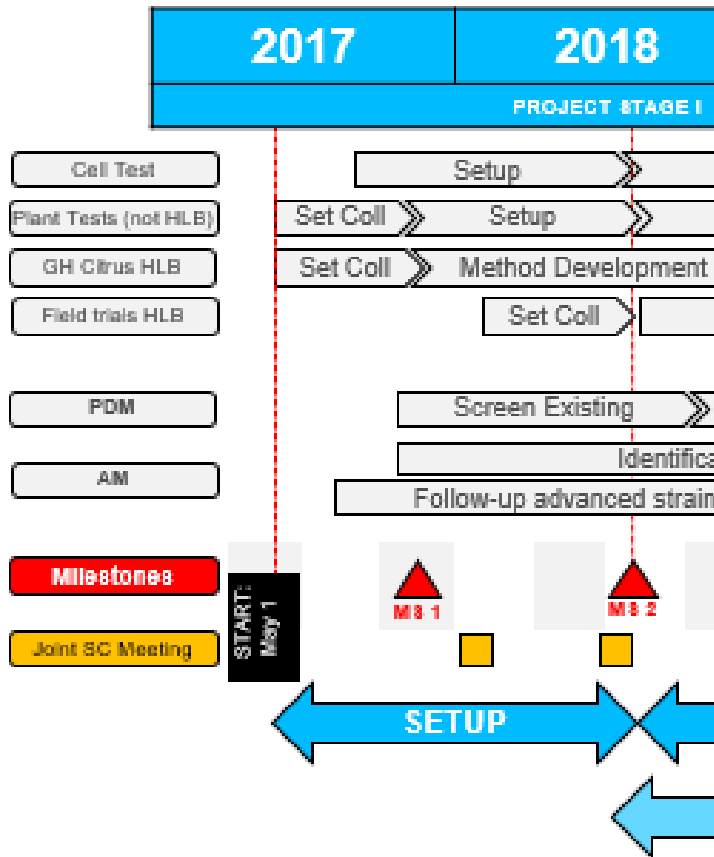 2017 2018
PROJECT STAGE I
Cell Test Setup
Plant Tests (not HLB) Set Coll Setup
GH Citrus HLB Set Coll Method Development
Field trials HLB Set Coll
PDM Screen Existing
Identifica
AM
Follow-up advanced strain
Milestones
MS 1 MS 2
START:
May 1
Joint SC Meeting
SETUP